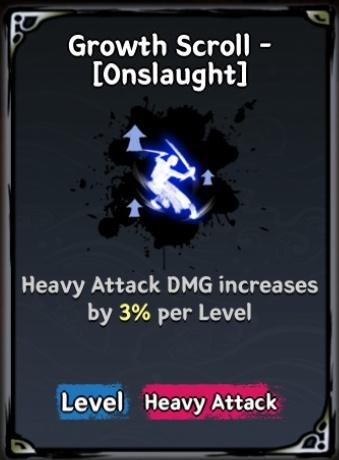 Growth Scroll -
[Onslaught]
Heavy Attack DMG increases
by 3% per Level
Level Heavy Attack